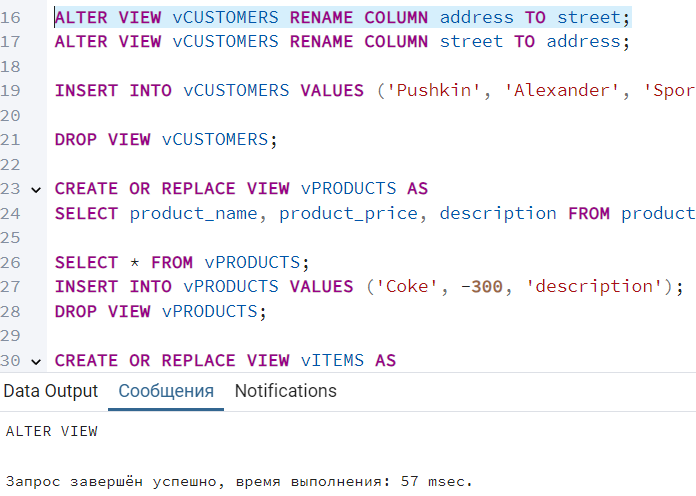 16 ALTER VIEW vCUSTOMERS RENAME COLUMN address TO street;
17 ALTER VIEW vCUSTOMERS RENAME COLUMN street TO address;
18
19 INSERT INTO vCUSTOMERS VALUES ('Pushkin', 'Alexander', 'Spor
20
21 DROP VIEW vCUSTOMERS;
22
23 CREATE OR REPLACE VIEW vPRODUCTS AS
24 SELECT product_name, product_price, description FROM product
25
26 SELECT * FROM vPRODUCTS;
27 INSERT INTO vPRODUCTS VALUES ('Coke', -300, 'description');
28 DROP VIEW vPRODUCTS;
29
30 CREATE OR REPLACE VIEW vITEMS AS
Data Output Сообщения Notifications
ALTER VIEW
Запрос завершён успешно, время выполнения: 57 msec.